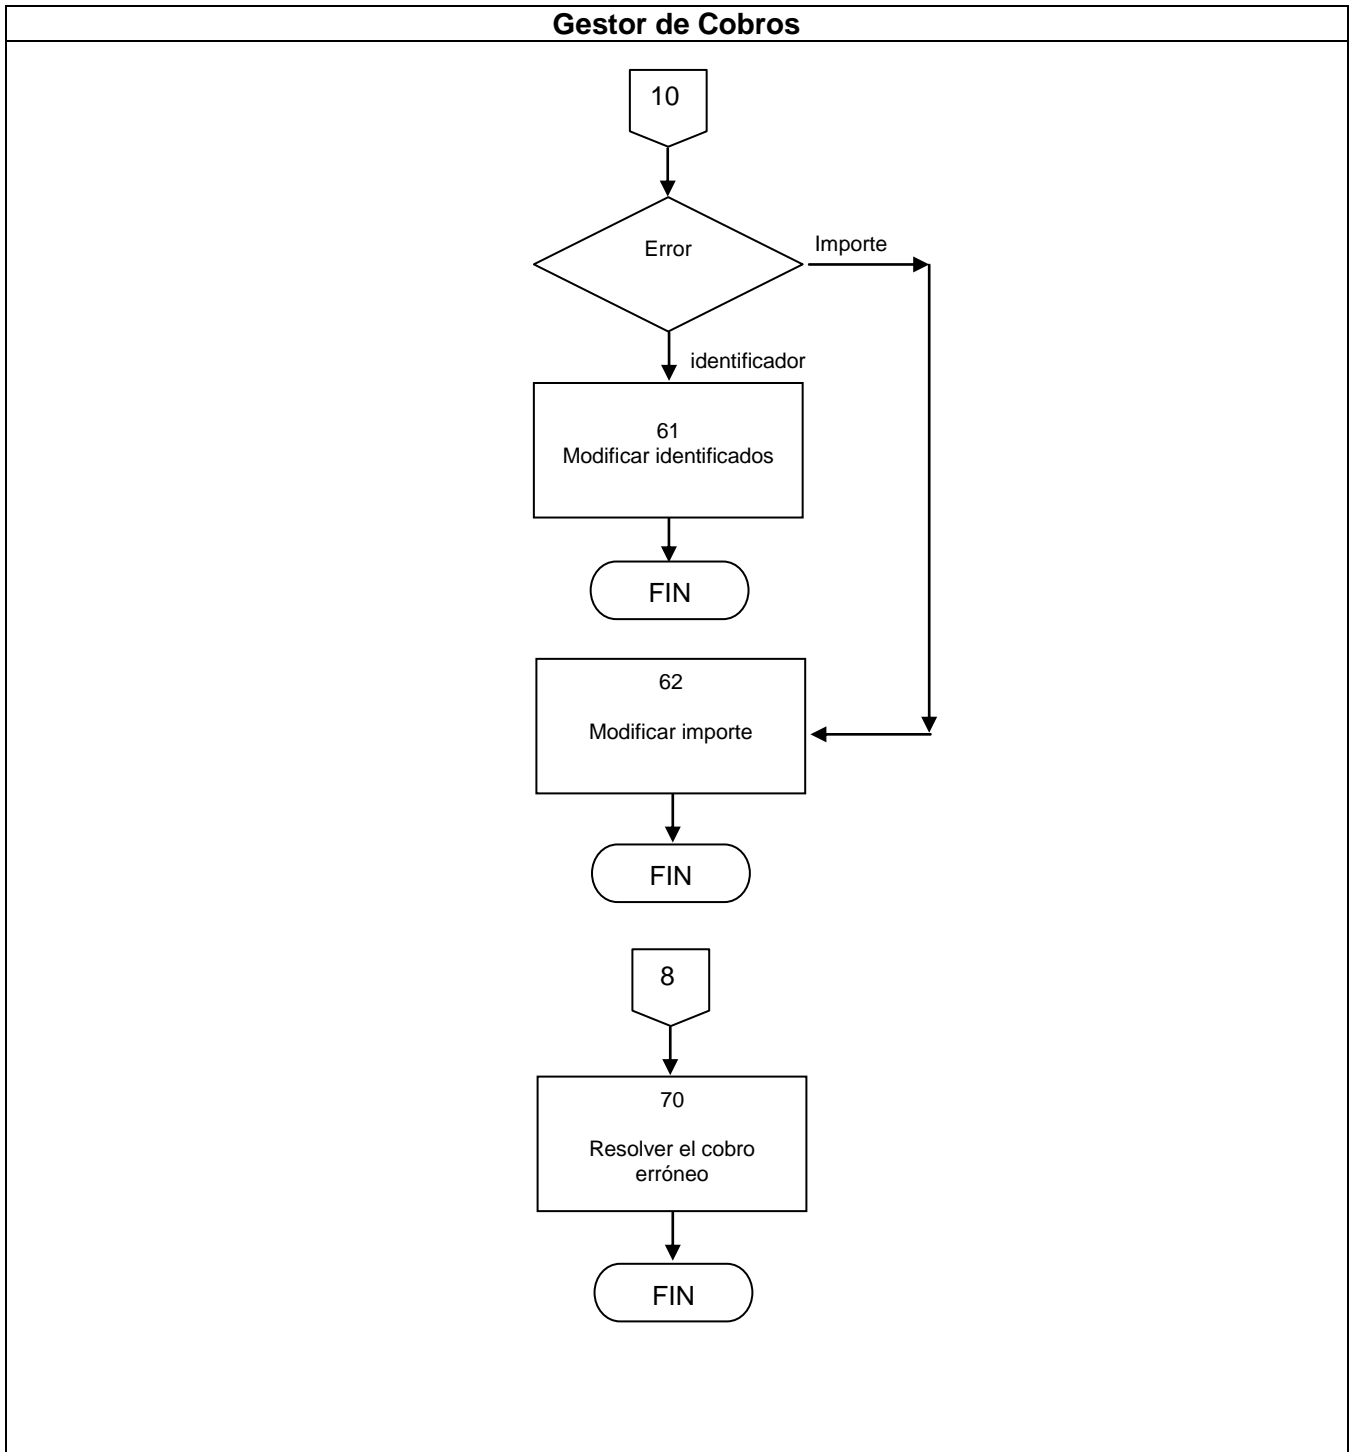 Gestor de Cobros
10
Error
Importe
identificador
61
Modificar identificados
FIN
62
Modificar importe
FIN
8
70
Resolver el cobro
erróneo
FIN